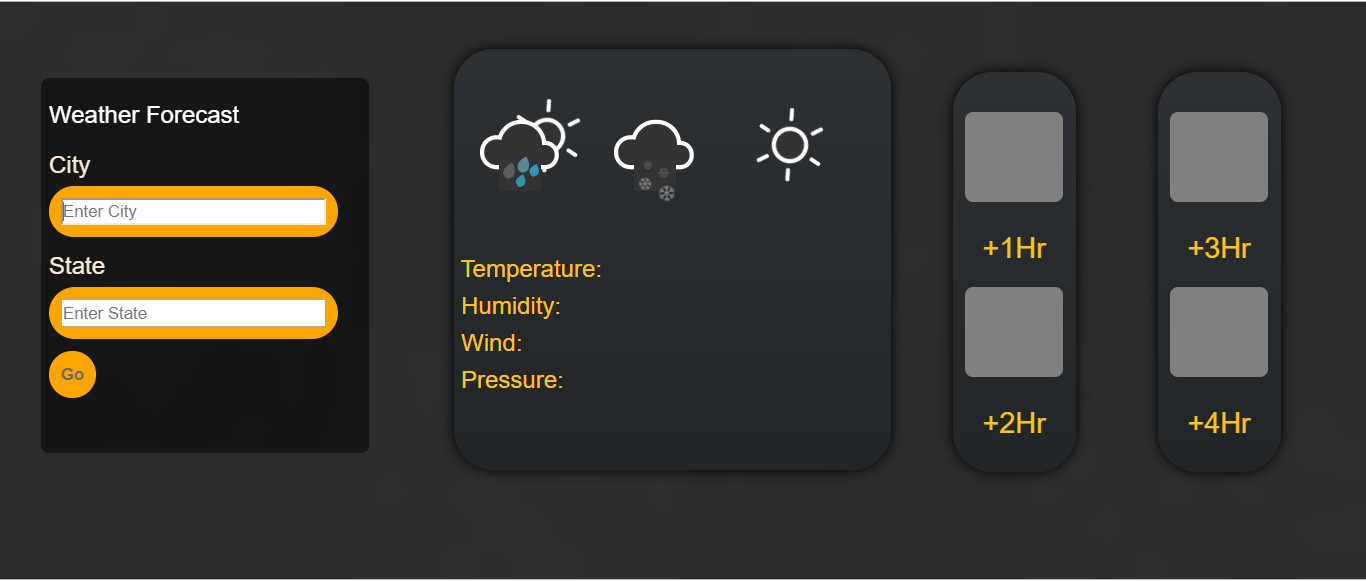 Weather Forecast
City
Enter City
State
Enter State
Go
Temperature:
Humidity:
Wind:
Pressure:
+1Hr
+2Hr
+3Hr
+4Hr